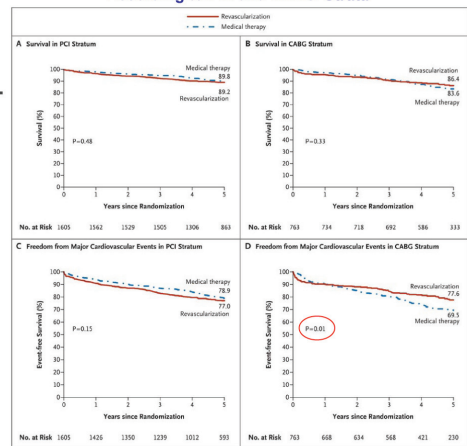 Revascularization
Medical therapy
A Survival in PCI Stratum
Survival (%)
100
90
80
70
60
50
40
30
20
10
0
Medical therapy
89.8
89.2
Revascularization
P=0.48
0 1 2 3 4 5
Years since Randomization
No. at Risk 1605 1562 1529 1505 1306 863
B Survival in CABG Stratum
Survival (%)
100
90
80
70
60
50
40
30
20
10
0
Revascularization
86.4
83.6
Medical therapy
P=0.33
0 1 2 3 4 5
Years since Randomization
No. at Risk 763 734 718 692 586 333
C Freedom from Major Cardiovascular Events in PCI Stratum
Event-free Survival (%)
100
90
80
70
60
50
40
30
20
10
0
Medical therapy
78.9
77.0
Revascularization
P=0.15
0 1 2 3 4 5
Years since Randomization
No. at Risk 1605 1426 1350 1239 1012 593
D Freedom from Major Cardiovascular Events in CABG Stratum
Event-free Survival (%)
100
90
80
70
60
50
40
30
20
10
0
Revascularization
77.6
69.5
Medical therapy
P=0.01
0 1 2 3 4 5
Years since Randomization
No. at Risk 763 668 634 568 421 230